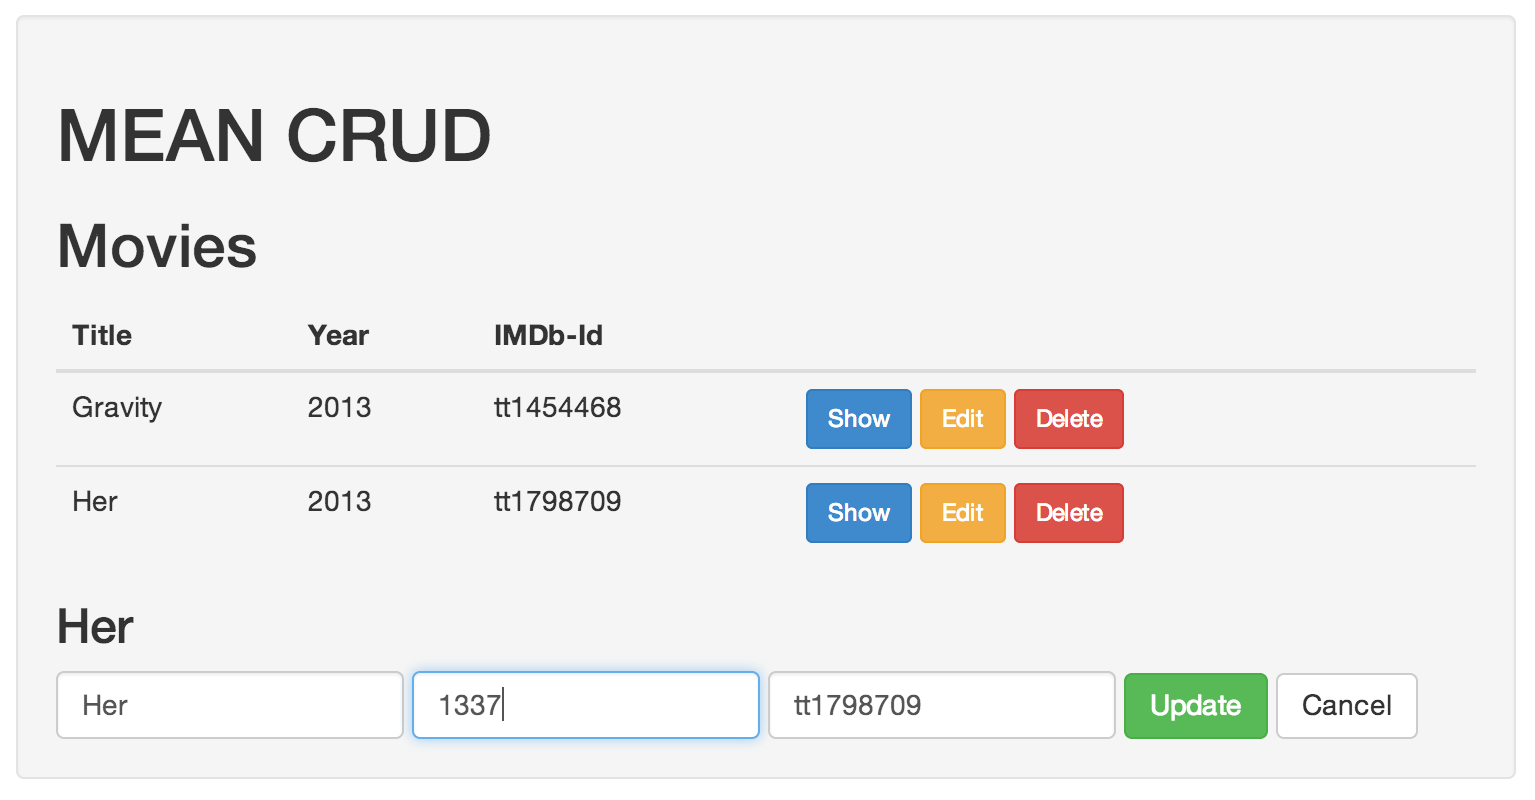 MEAN CRUD
Movies
Title Year IMDb-Id
Gravity 2013 tt1454468 Show Edit Delete
Her 2013 tt1798709 Show Edit Delete
Her
Her 1337 tt1798709 Update Cancel